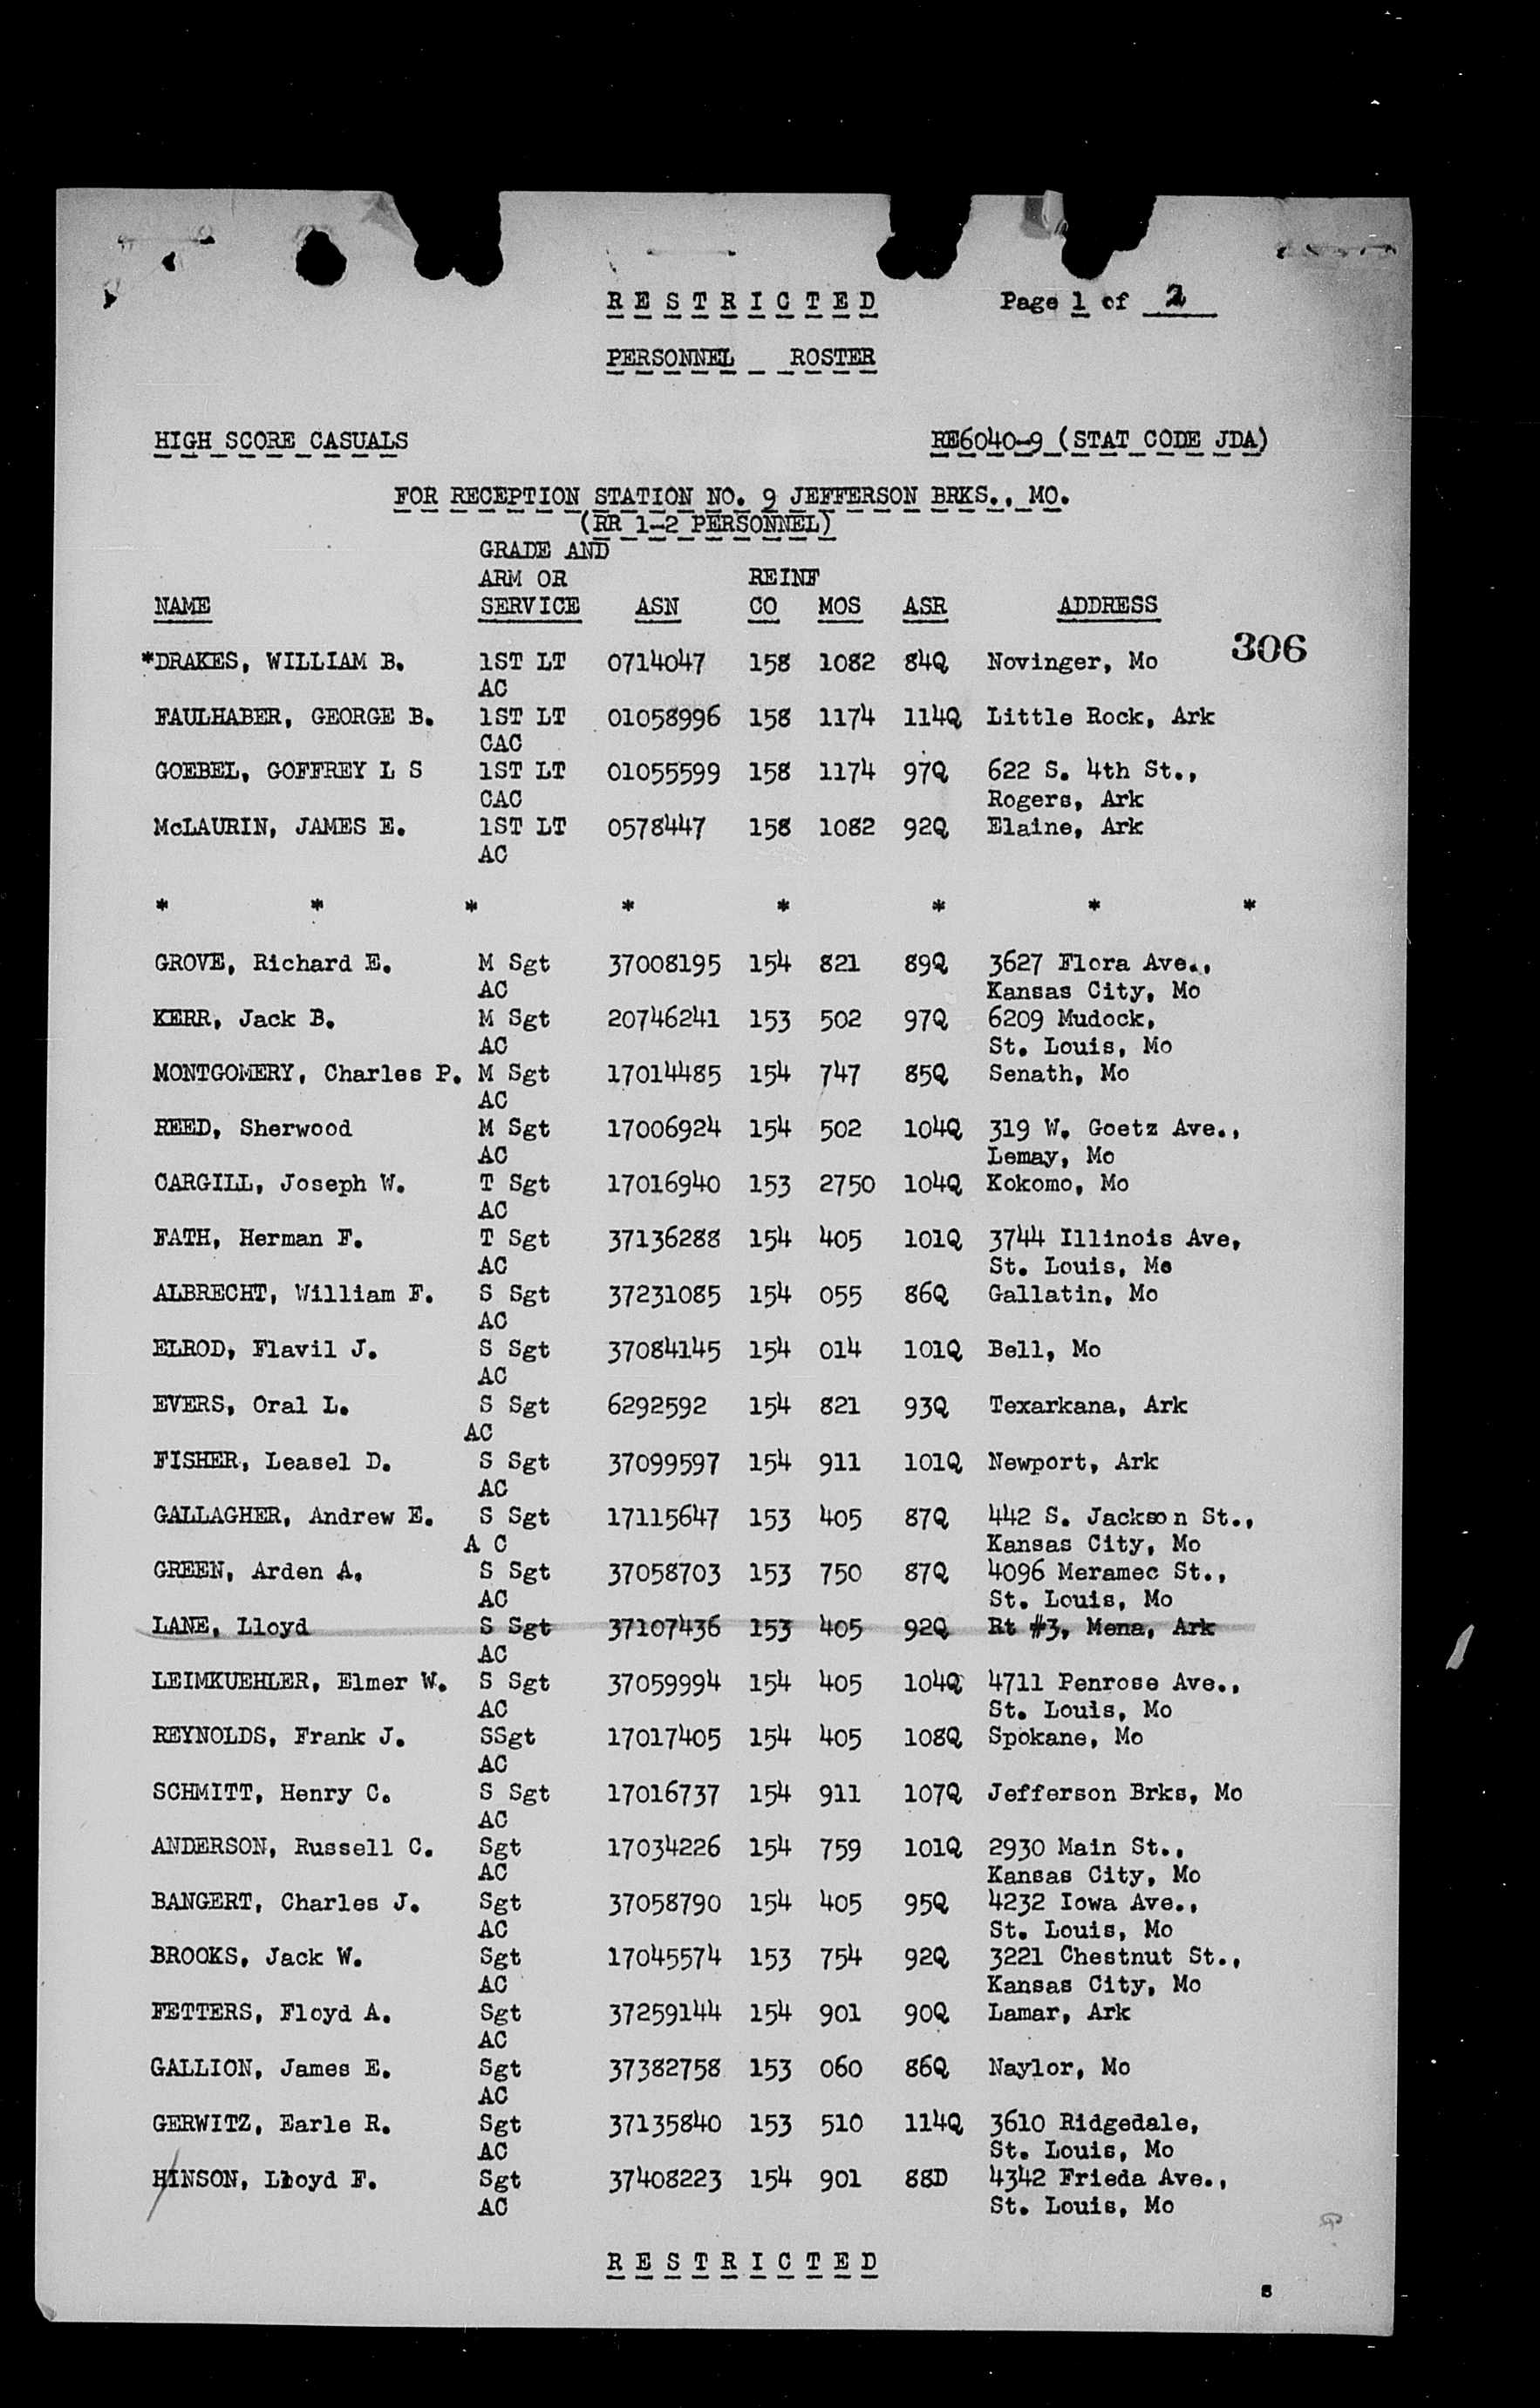 R E S T R I C T E D Page 1 of 2
PERSONNEL ROSTER
HIGH SCORE CASUALS RE6040-9 (STAT CODE JDA)
FOR RECEPTION STATION NO. 9 JEFFERSON BRKS., MO.
(RR 1-2 PERSONNEL)
GRADE AND
ARM OR REINF
NAME SERVICE ASN CO MOS ASR ADDRESS
306
*DRAKES, WILLIAM B. 1ST LT 0714047 158 1082 84Q Novinger, Mo
AC
FAULHABER, GEORGE B. 1ST LT 01058996 158 1174 114Q Little Rock, Ark
CAC
GOEBEL, GOFFREY L S 1ST LT 01055599 158 1174 97Q 622 S. 4th St.,
CAC Rogers, Ark
McLAURIN, JAMES E. 1ST LT 0578447 158 1082 92Q Elaine, Ark
AC
* * * * * * * *
GROVE, Richard E. M Sgt 37008195 154 821 89Q 3627 Flora Ave.,
AC Kansas City, Mo
KERR, Jack B. M Sgt 20746241 153 502 97Q 6209 Mudock,
AC St. Louis, Mo
MONTGOMERY, Charles P. M Sgt 17014485 154 747 85Q Senath, Mo
AC
REED, Sherwood M Sgt 17006924 154 502 104Q 319 W. Goetz Ave.,
AC Lemay, Mo
CARGILL, Joseph W. T Sgt 17016940 153 2750 104Q Kokomo, Mo
AC
FATH, Herman F. T Sgt 37136288 154 405 101Q 3744 Illinois Ave,
AC St. Louis, Mo
ALBRECHT, William F. S Sgt 37231085 154 055 86Q Gallatin, Mo
AC
ELROD, Flavil J. S Sgt 37084145 154 014 101Q Bell, Mo
AC
EVERS, Oral L. S Sgt 6292592 154 821 93Q Texarkana, Ark
AC
FISHER, Leasel D. S Sgt 37099597 154 911 101Q Newport, Ark
AC
GALLAGHER, Andrew E. S Sgt 17115647 153 405 87Q 442 S. Jackson St.,
A C Kansas City, Mo
GREEN, Arden A. S Sgt 37058703 153 750 87Q 4096 Meramec St.,
AC St. Louis, Mo
LANE, Lloyd S Sgt 37107436 153 405 92Q Rt #3, Mena, Ark
AC
LEIMKUEHLER, Elmer W. S Sgt 37059994 154 405 104Q 4711 Penrose Ave.,
AC St. Louis, Mo
REYNOLDS, Frank J. SSgt 17017405 154 405 108Q Spokane, Mo
AC
SCHMITT, Henry C. S Sgt 17016737 154 911 107Q Jefferson Brks, Mo
AC
ANDERSON, Russell C. Sgt 17034226 154 759 101Q 2930 Main St.,
AC Kansas City, Mo
BANGERT, Charles J. Sgt 37058790 154 405 95Q 4232 Iowa Ave.,
AC St. Louis, Mo
BROOKS, Jack W. Sgt 17045574 153 754 92Q 3221 Chestnut St.,
AC Kansas City, Mo
FETTERS, Floyd A. Sgt 37259144 154 901 90Q Lamar, Ark
AC
GALLION, James E. Sgt 37382758 153 060 86Q Naylor, Mo
AC
GERWITZ, Earle R. Sgt 37135840 153 510 114Q 3610 Ridgedale,
AC St. Louis, Mo
HINSON, Lloyd F. Sgt 37408223 154 901 88D 4342 Frieda Ave.,
AC St. Louis, Mo
R E S T R I C T E D